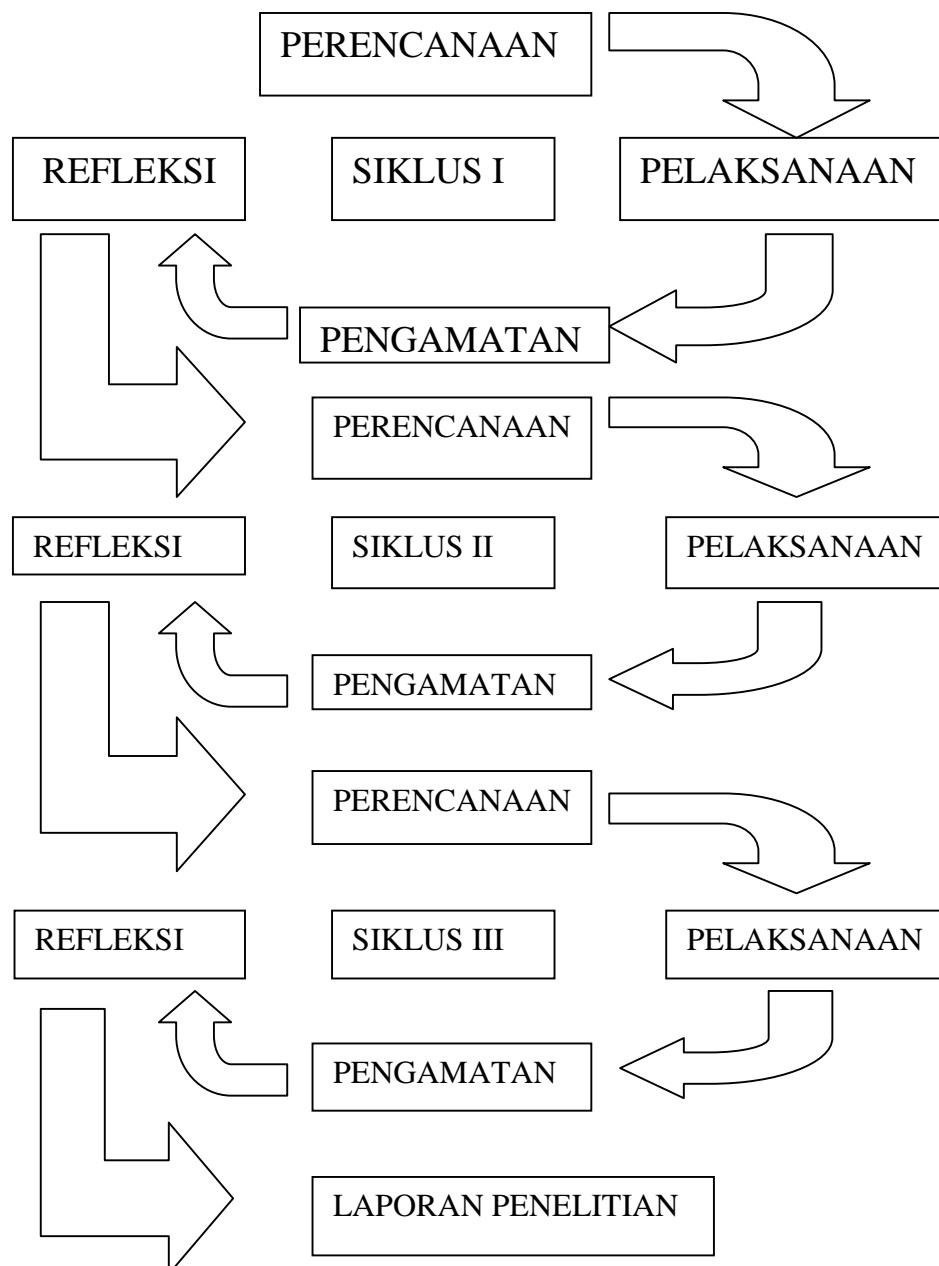 PERENCANAAN
REFLEKSI
SIKLUS I
PELAKSANAAN
PENGAMATAN
PERENCANAAN
REFLEKSI
SIKLUS II
PELAKSANAAN
PENGAMATAN
PERENCANAAN
REFLEKSI
SIKLUS III
PELAKSANAAN
PENGAMATAN
LAPORAN PENELITIAN